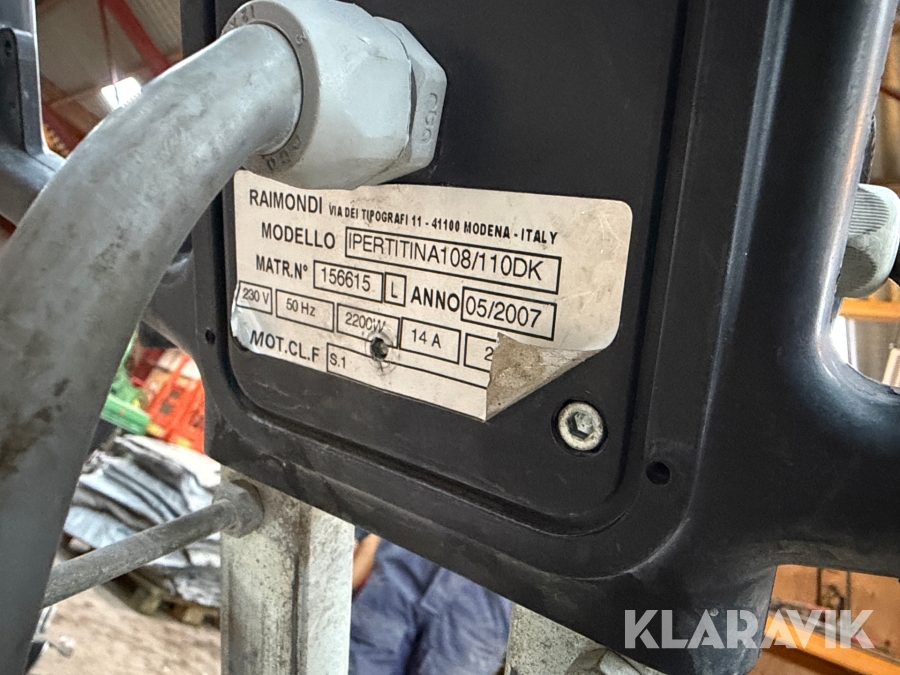 RAIMONDI VIA DEI TIPOGRAFI 11 - 41100 MODENA - ITALY
MODELLO IPERTITINA108/110DK
MATR.N° 156615 L ANNO 05/2007
230 V 50 Hz 2200W 14 A 2
MOT.CL.F S.1
KLARAVIK